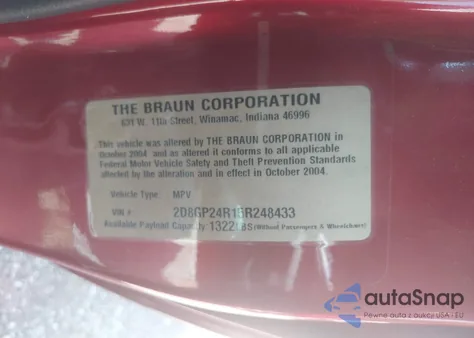 THE BRAUN CORPORATION
631 W. 11th Street, Winamac, Indiana 46996
This vehicle was altered by THE BRAUN CORPORATION in
October 2004 and as altered it conforms to all applicable
Federal Motor Vehicle Safety and Theft Prevention Standards
affected by the alteration and in effect in October 2004.
Vehicle Type: MPV
VIN # 2D8GP24R15R248433
Available Payload Capacity: 1322 LBS (Without Passengers & Wheelchairs)
autoSnap
Pewne auta z aukcji USA i EU